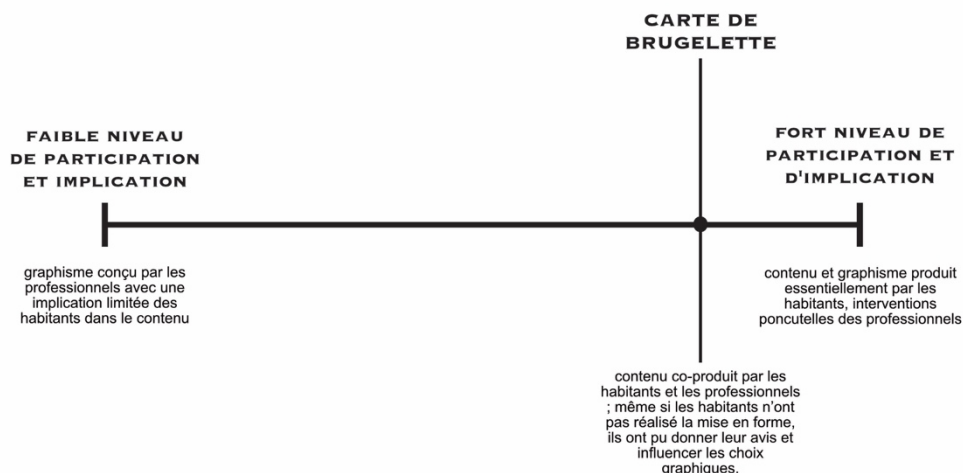 CARTE DE
BRUGELETTE
FAIBLE NIVEAU
DE PARTICIPATION
ET IMPLICATION
FORT NIVEAU DE
PARTICIPATION ET
D'IMPLICATION
graphisme conçu par les
professionnels avec une
implication limitée des
habitants dans le contenu
contenu et graphisme produit
essentiellement par les
habitants, interventions
poncutelles des professionnels
contenu co-produit par les
habitants et les professionnels
; même si les habitants n'ont
pas réalisé la mise en forme,
ils ont pu donner leur avis et
influencer les choix
graphiques.